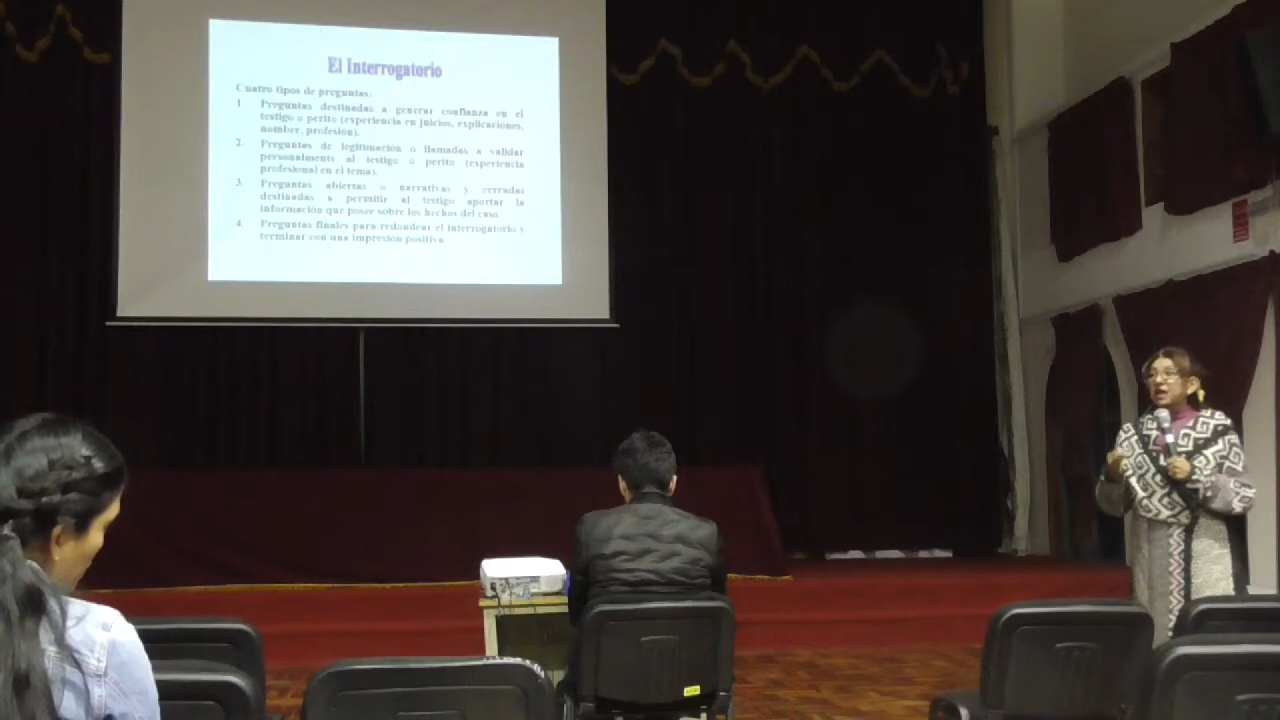 El Interrogatorio
Cuatro tipos de preguntas:
1 Preguntas destinadas a generar confianza en el
testigo o perito (experiencia en juicios, explicaciones,
nombre, profesión).
2. Preguntas de legitimación o llamadas a validar
personalmente al testigo o perito (experiencia
profesional en el tema).
3. Preguntas abiertas o narrativas y cerradas
destinadas a permitir al testigo aportar la
información que posee sobre los hechos del caso.
4. Preguntas finales para redondear el interrogatorio y
terminar con una impresión positiva.